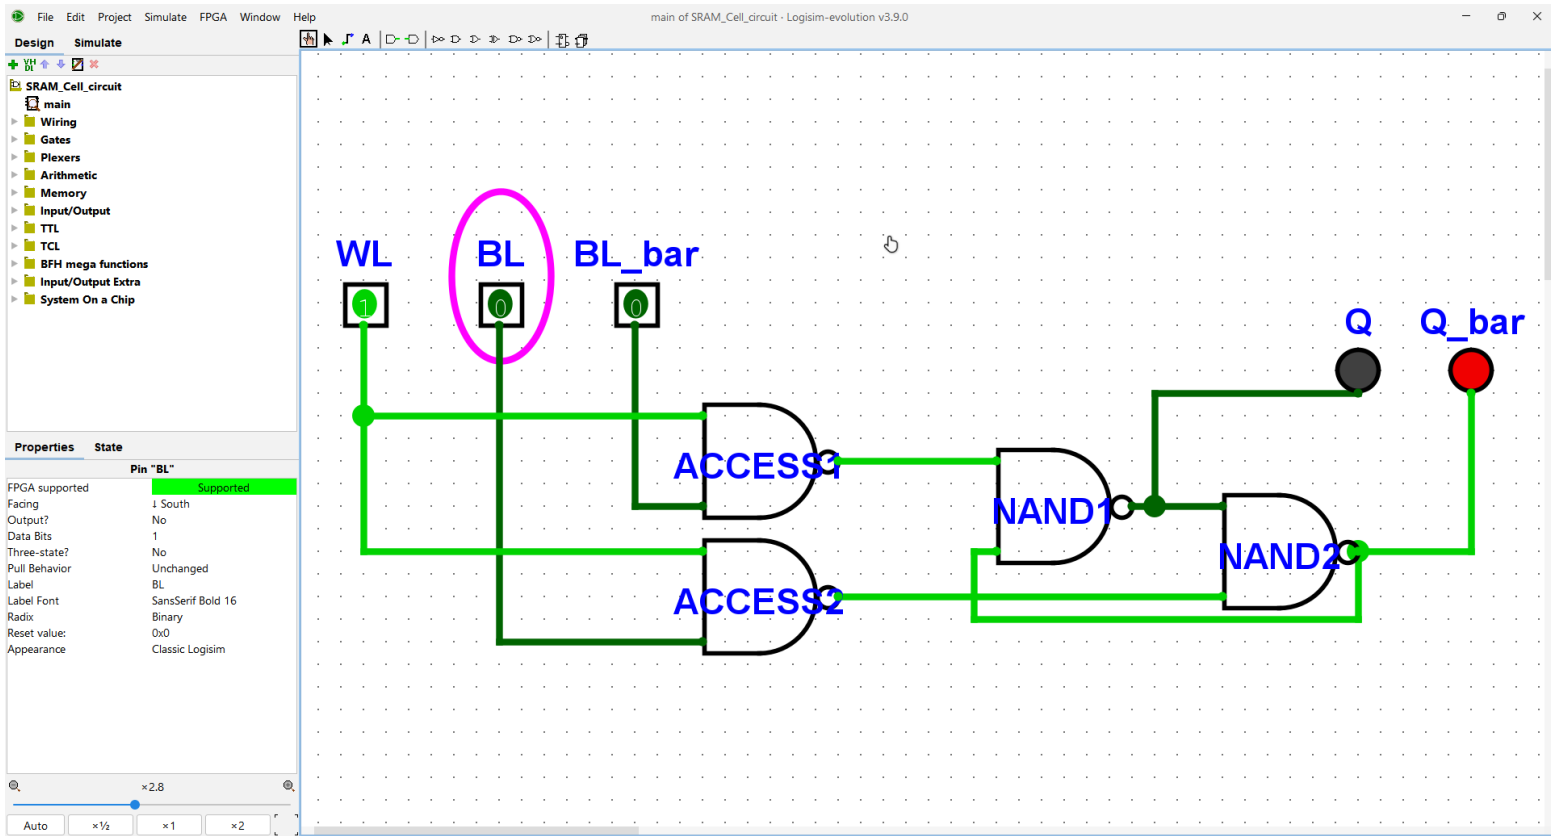 File Edit Project Simulate FPGA Window Help
main of SRAM_Cell_circuit · Logisim-evolution v3.9.0
Design Simulate
A
VH
DL
SRAM_Cell_circuit
main
Wiring
Gates
Plexers
Arithmetic
Memory
Input/Output
TTL
TCL
BFH mega functions
Input/Output Extra
System On a Chip
WL BL BL_bar
1 0 0
Q Q_bar
ACCESS1
NAND1
NAND2
ACCESS2
Properties State
Pin "BL"
FPGA supported Supported
Facing ↓ South
Output? No
Data Bits 1
Three-state? No
Pull Behavior Unchanged
Label BL
Label Font SansSerif Bold 16
Radix Binary
Reset value: 0x0
Appearance Classic Logisim
×2.8
Auto ×½ ×1 ×2